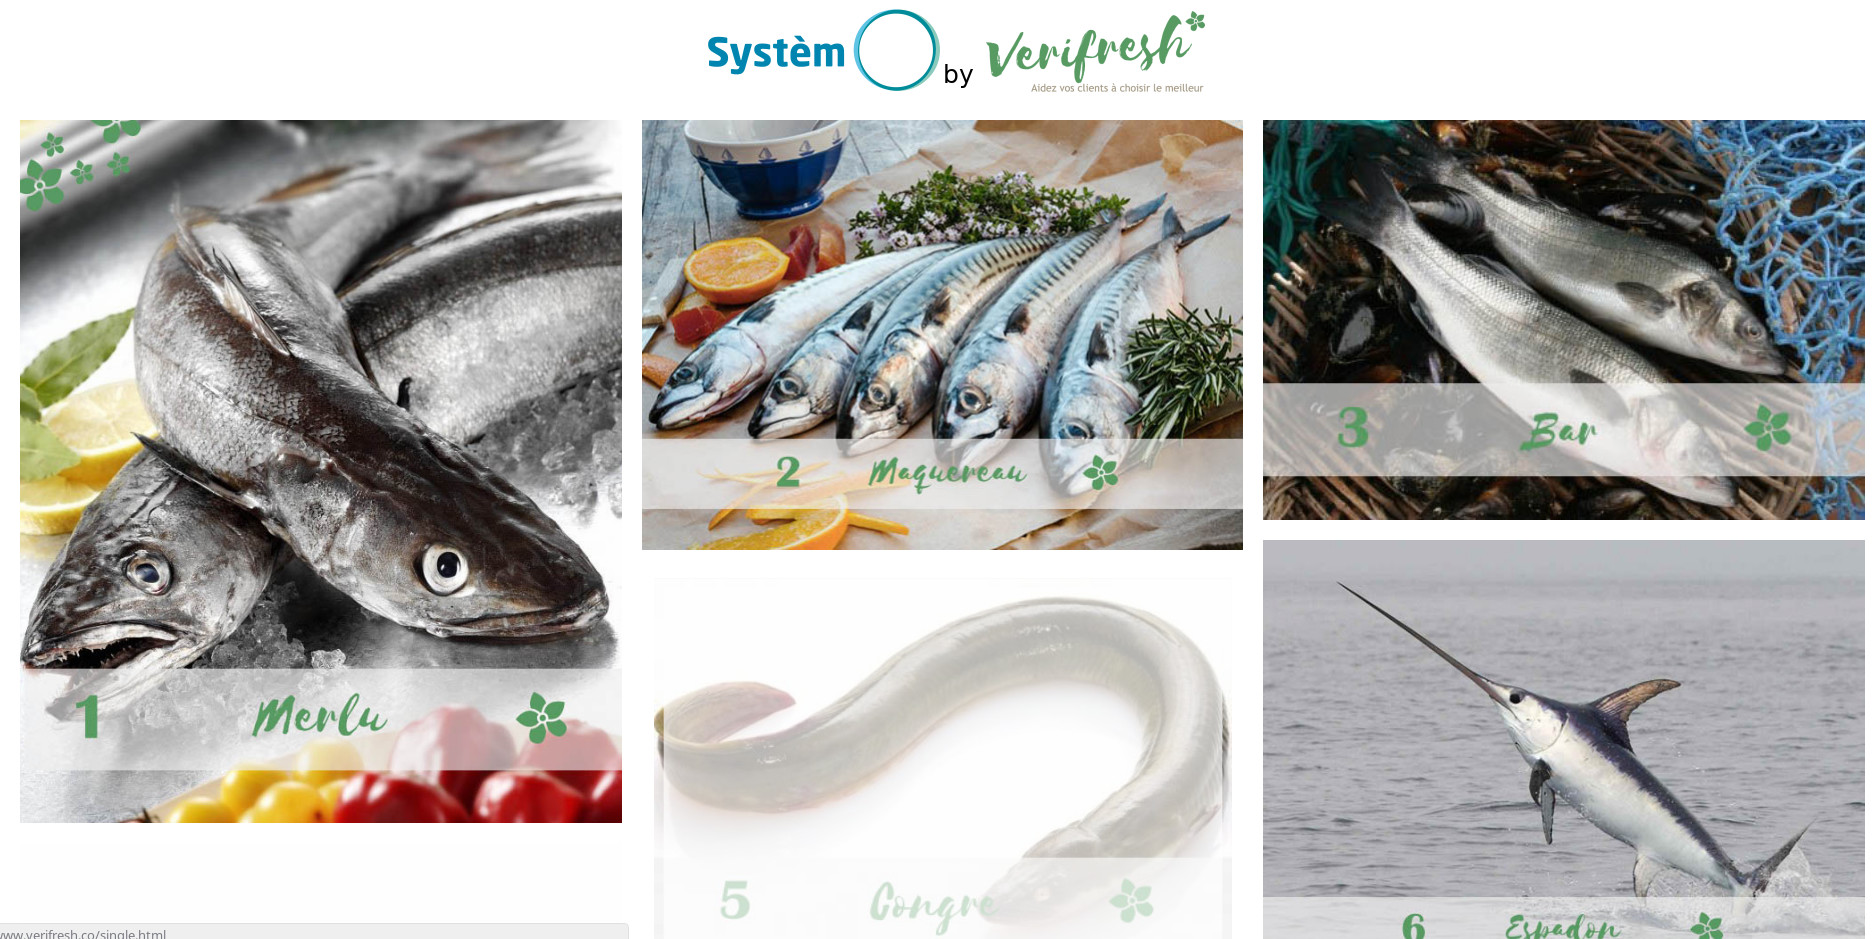 Systèm
by
Verifresh
Aidez vos clients à choisir le meilleur
1 Merlu
2 Maquereau
3 Bar
5 Congre
6 Espadon
www.verifresh.co/single.html